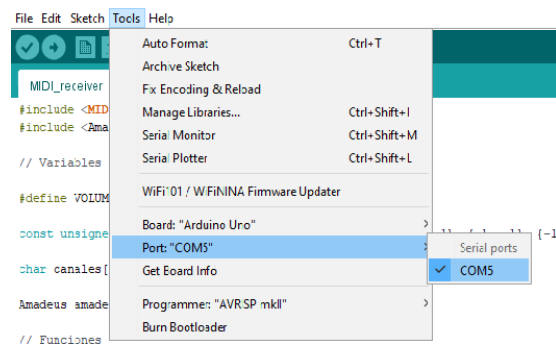 File Edit Sketch Tools Help
Auto Format Ctrl+T
Archive Sketch
MIDI_receiver
Fix Encoding & Reload
#include <MID
Manage Libraries... Ctrl+Shift+I
#include <Ama
Serial Monitor Ctrl+Shift+M
Serial Plotter Ctrl+Shift+L
// Variables
WiFi101 / WiFiNINA Firmware Updater
#define VOLUM
Board: "Arduino Uno"
const unsigne
{-1
Port: "COM5"
Serial ports
char canales[
Get Board Info
COM5
Amadeus amade
Programmer: "AVRISP mkII"
Burn Bootloader
// Funciones